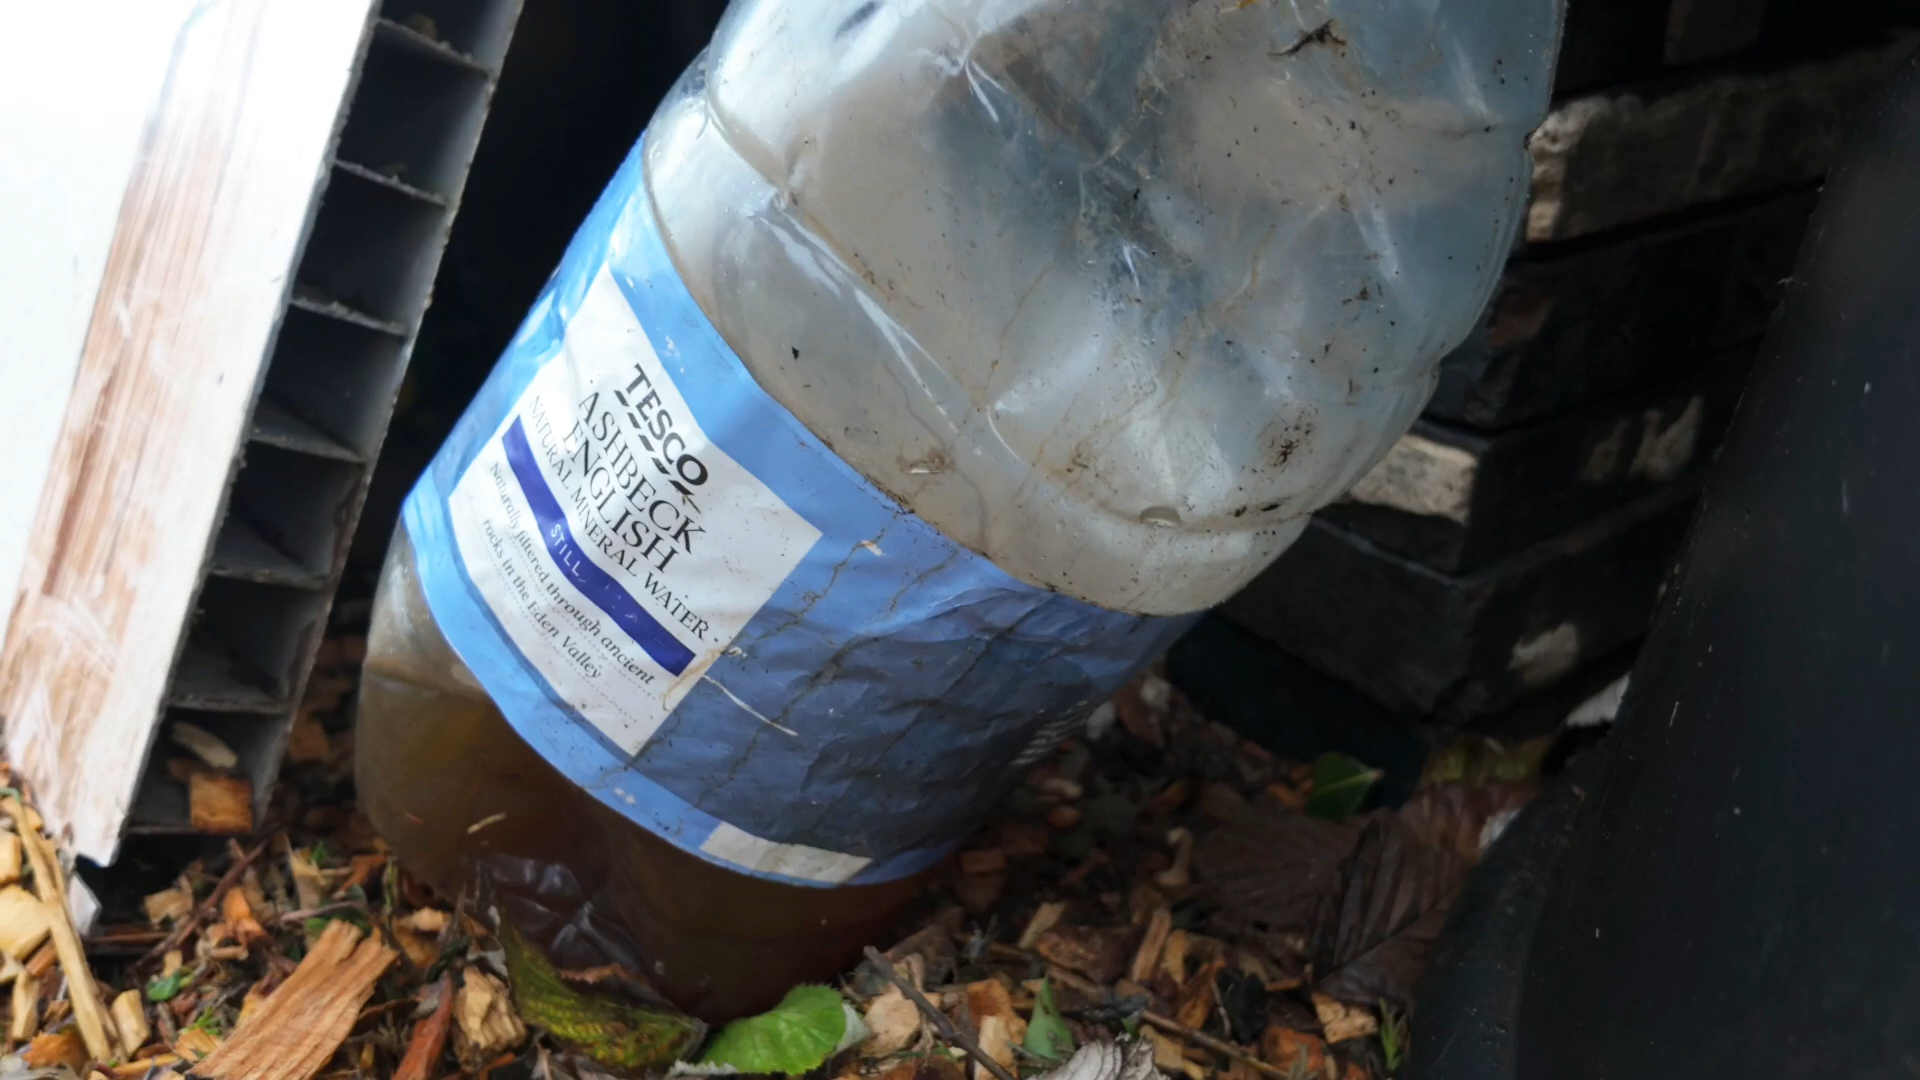 TESCO
ASHBECK
ENGLISH
NATURAL MINERAL WATER
STILL
Naturally filtered through ancient
rocks in the Eden Valley